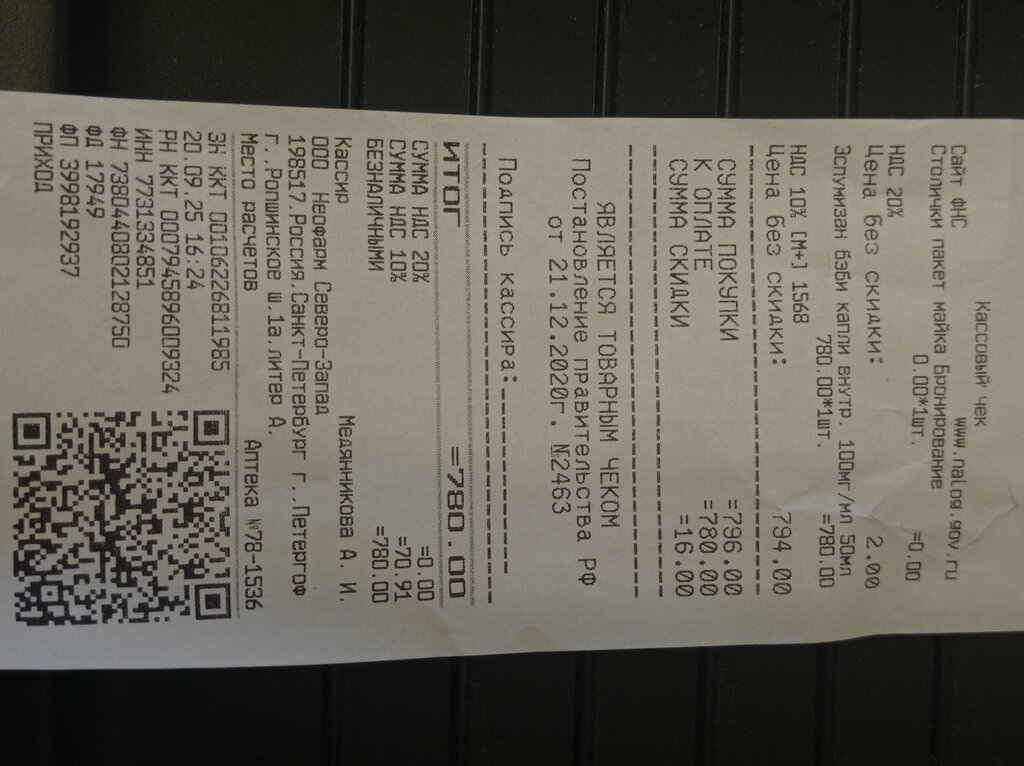 Кассовый чек
Сайт ФНС www.nalog.gov.ru
Столички пакет майка Бронирование
0.00*1шт. =0.00
НДС 20%
Цена без скидки: 2.00
Эспумизан бэби капли внутр. 100мг/мл 50мл
780.00*1шт. =780.00
НДС 10% [М+] 1568
Цена без скидки: 794.00
СУММА ПОКУПКИ =796.00
К ОПЛАТЕ =780.00
СУММА СКИДКИ =16.00
ЯВЛЯЕТСЯ ТОВАРНЫМ ЧЕКОМ
Постановление правительства РФ
от 21.12.2020г. №2463
Подпись кассира:
ИТОГ =780.00
СУММА НДС 20% =0.00
СУММА НДС 10% =70.91
БЕЗНАЛИЧНЫМИ =780.00
Кассир Медянникова А. И.
ООО Неофарм Северо-Запад
198517,Россия,Санкт-Петербург г.,Петергоф
г.,Ропшинское ш,1а,литер А.
Место расчетов Аптека №78-1536
ЗН ККТ 00106226811985
20.09.25 16:24
РН ККТ 0007945896009324
ИНН 7731334851
ФН 7380440802128750
ФД 17949
ФП 3998192937
ПРИХОД